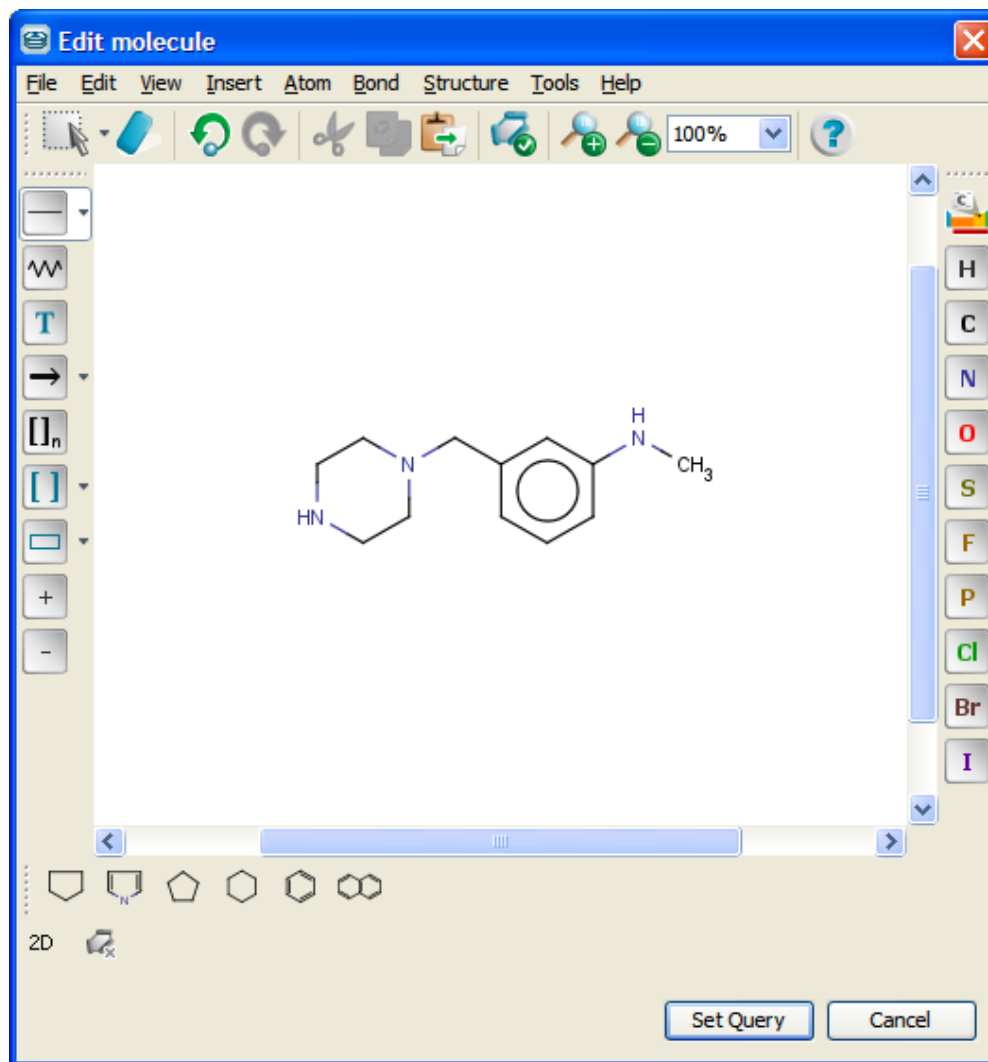 Edit molecule
File Edit View Insert Atom Bond Structure Tools Help
100% ?
C
H
T
C
N
[]n
O
[ ]
S
F
+
P
-
Cl
Br
I
H
N
N
CH3
HN
N
2D
Set Query Cancel